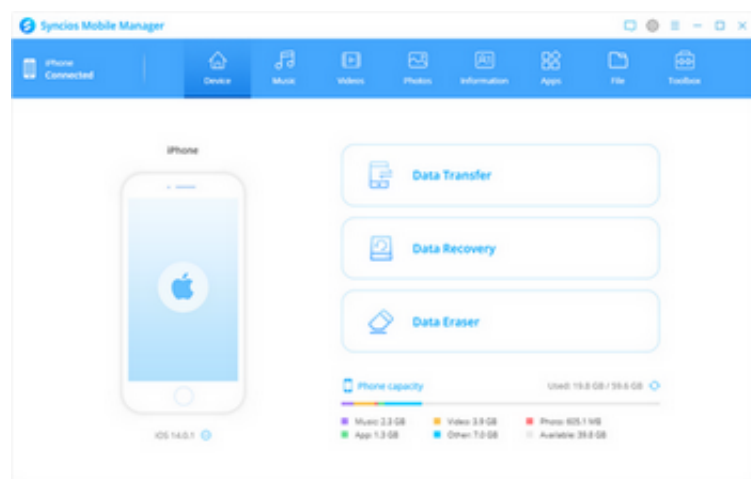 Syncios Mobile Manager
iPhone
Connected
Device
Music
Videos
Photos
Information
Apps
File
Toolbox
iPhone
Data Transfer
Data Recovery
Data Eraser
Phone capacity
Used: 19.8 GB / 59.6 GB
Music: 2.3 GB
Video: 3.9 GB
Photo: 605.1 MB
App: 1.3 GB
Other: 7.0 GB
Available: 39.8 GB
iOS 14.0.1